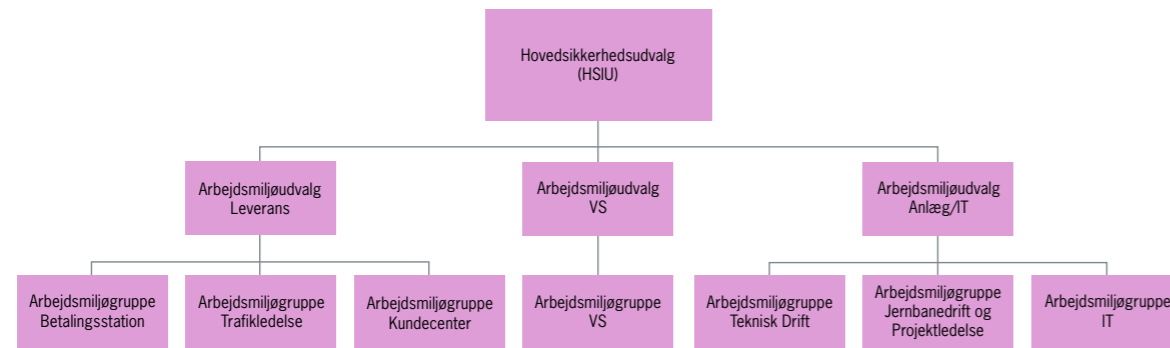 Hovedsikkerhedsudvalg
(HSIU)
Arbejdsmiljøudvalg
Leverans
Arbejdsmiljøudvalg
VS
Arbejdsmiljøudvalg
Anlæg/IT
Arbejdsmiljøgruppe
Betalingsstation
Arbejdsmiljøgruppe
Trafikledelse
Arbejdsmiljøgruppe
Kundecenter
Arbejdsmiljøgruppe
VS
Arbejdsmiljøgruppe
Teknisk Drift
Arbejdsmiljøgruppe
Jernbanedrift og
Projektledelse
Arbejdsmiljøgruppe
IT